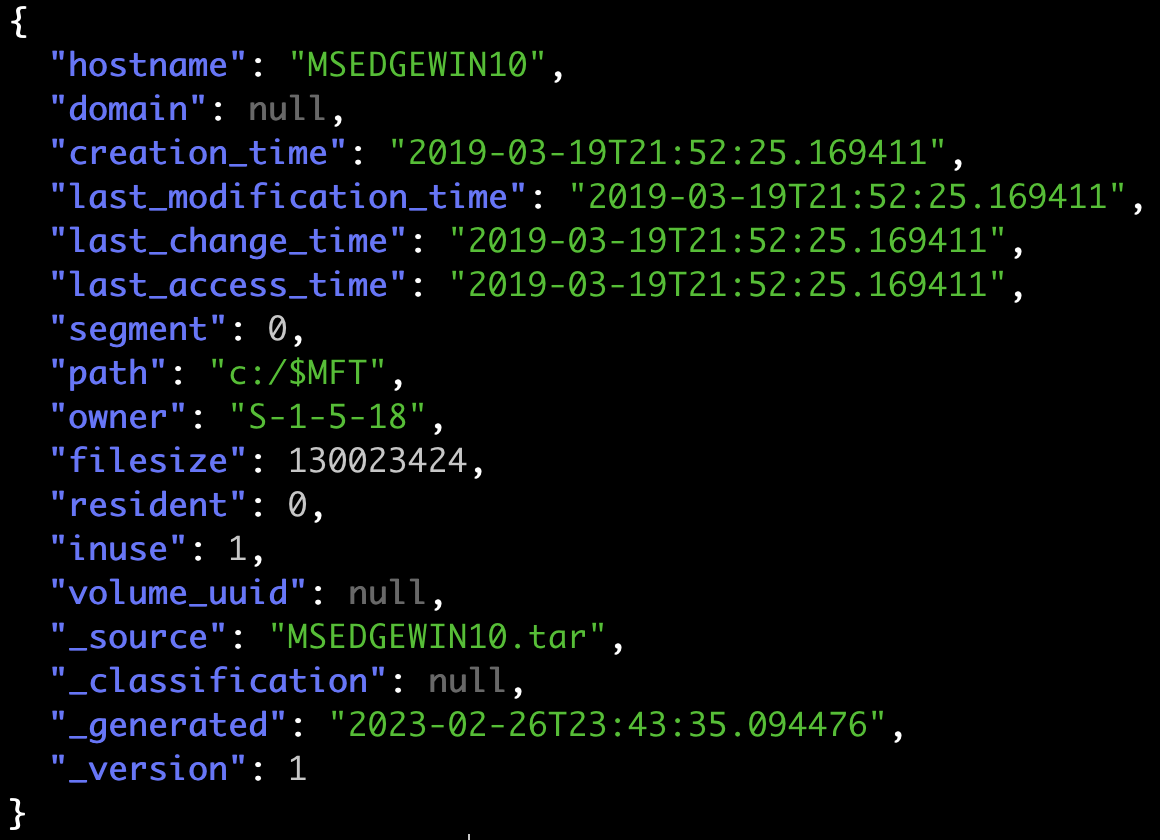 {
  "hostname": "MSEDGEWIN10",
  "domain": null,
  "creation_time": "2019-03-19T21:52:25.169411",
  "last_modification_time": "2019-03-19T21:52:25.169411",
  "last_change_time": "2019-03-19T21:52:25.169411",
  "last_access_time": "2019-03-19T21:52:25.169411",
  "segment": 0,
  "path": "c:/$MFT",
  "owner": "S-1-5-18",
  "filesize": 130023424,
  "resident": 0,
  "inuse": 1,
  "volume_uuid": null,
  "_source": "MSEDGEWIN10.tar",
  "_classification": null,
  "_generated": "2023-02-26T23:43:35.094476",
  "_version": 1
}